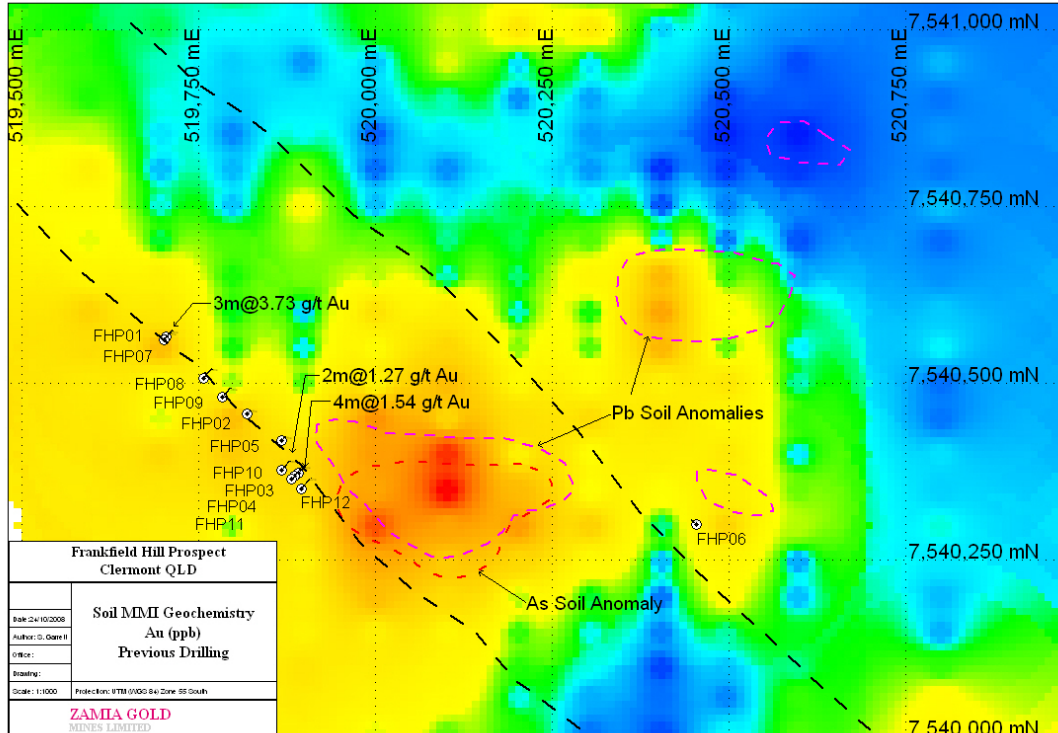 519,500 mE
519,750 mE
520,000 mE
520,250 mE
520,500 mE
520,750 mE
7,541,000 mN
7,540,750 mN
3m@3.73 g/t Au
FHP01
FHP07
7,540,500 mN
2m@1.27 g/t Au
FHP08
4m@1.54 g/t Au
FHP09
Pb Soil Anomalies
FHP02
FHP05
FHP10
FHP03
FHP12
FHP04
FHP11
FHP06
7,540,250 mN
As Soil Anomaly
7,540,000 mN
Frankfield Hill Prospect
Clermont QLD
Soil MMI Geochemistry
Au (ppb)
Previous Drilling
Date: 24/10/2008
Author:
Office:
Drawing:
Scale: 1:1000
Projection: UTM (WGS 84) Zone 55 South
ZAMIA GOLD
MINES LIMITED